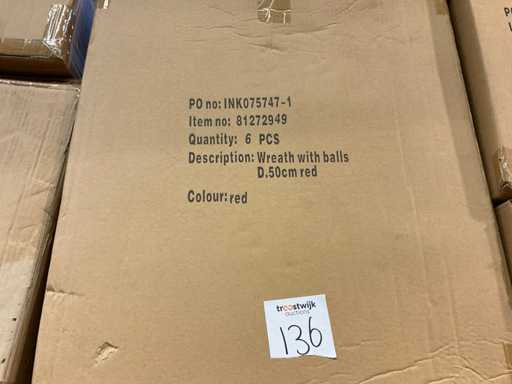 PO no: INK075747-1
Item no: 81272949
Quantity: 6 PCS
Description: Wreath with balls
D.50cm red
Colour: red
troostwijk
auctions
136